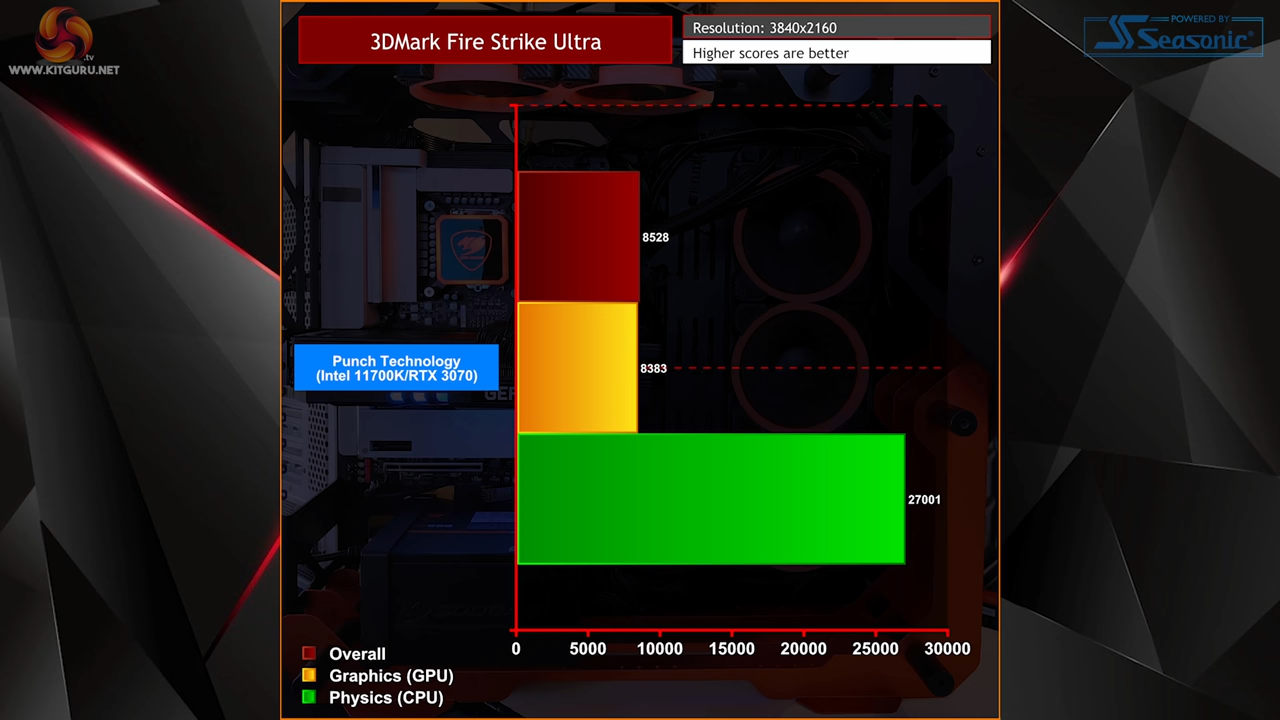 .tv
WWW.KITGURU.NET
3DMark Fire Strike Ultra
Resolution: 3840x2160
Higher scores are better
POWERED BY
Seasonic
8528
Punch Technology
(Intel 11700K/RTX 3070)
8383
27001
0 5000 10000 15000 20000 25000 30000
Overall
Graphics (GPU)
Physics (CPU)